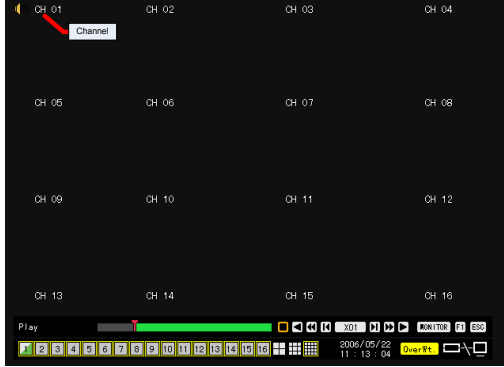 CH 01 CH 02 CH 03 CH 04
Channel
CH 05 CH 06 CH 07 CH 08
CH 09 CH 10 CH 11 CH 12
CH 13 CH 14 CH 15 CH 16
Play X01 MONITOR F1 ESC
1 2 3 4 5 6 7 8 9 10 11 12 13 14 15 16 2006/05/22 OverWt.
11 : 13 : 04